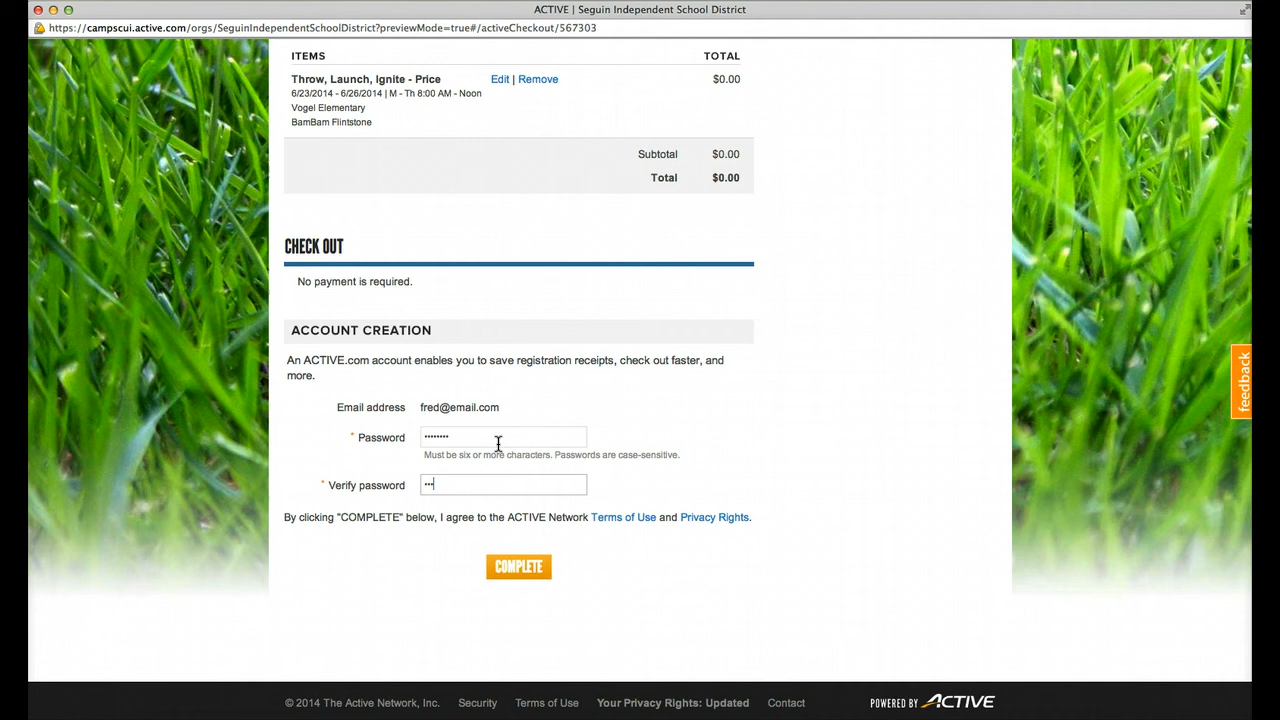 ACTIVE | Seguin Independent School District
https://campscui.active.com/orgs/SeguinIndependentSchoolDistrict?previewMode=true#/activeCheckout/567303
ITEMS TOTAL
Throw, Launch, Ignite - Price Edit | Remove $0.00
6/23/2014 - 6/26/2014 | M - Th 8:00 AM - Noon
Vogel Elementary
BamBam Flintstone
Subtotal $0.00
Total $0.00
CHECK OUT
No payment is required.
ACCOUNT CREATION
An ACTIVE.com account enables you to save registration receipts, check out faster, and
more.
Email address fred@email.com
* Password ••••••••
Must be six or more characters. Passwords are case-sensitive.
* Verify password •••
By clicking "COMPLETE" below, I agree to the ACTIVE Network Terms of Use and Privacy Rights.
COMPLETE
feedback
© 2014 The Active Network, Inc. Security Terms of Use Your Privacy Rights: Updated Contact POWERED BY ACTIVE